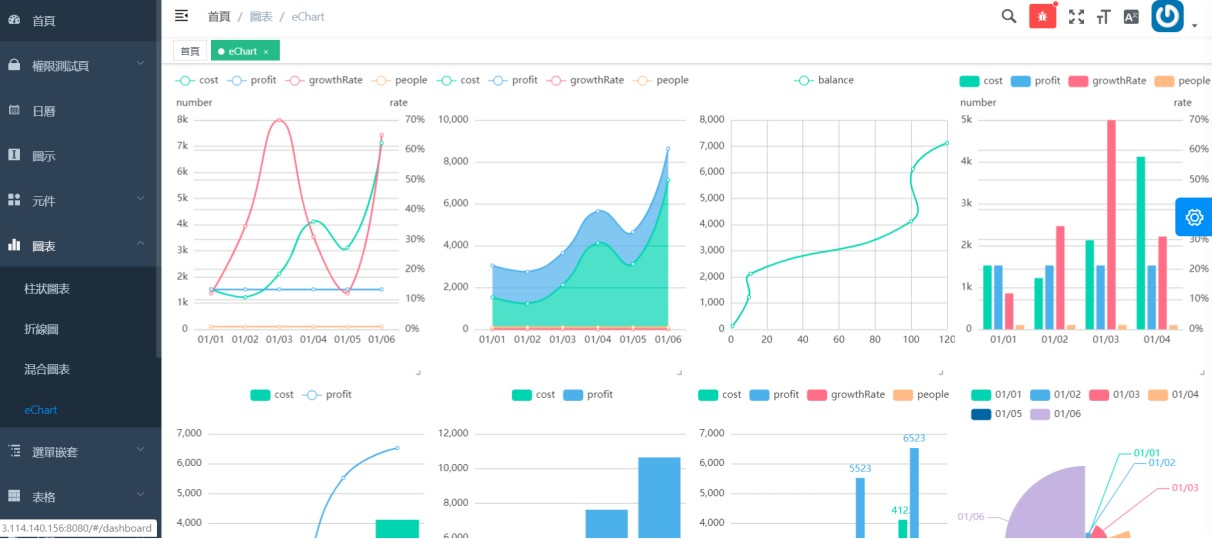 首頁
權限測試頁
日曆
圖示
元件
圖表
柱狀圖表
折線圖
混合圖表
eChart
選單嵌套
表格
3.114.140.156:8080/#/dashboard
首頁 / 圖表 / eChart
首頁 eChart ×
cost profit growthRate people
number rate
8k
7k
6k
5k
4k
3k
2k
1k
0
70%
60%
50%
40%
30%
20%
10%
0%
01/01 01/02 01/03 01/04 01/05 01/06
cost profit growthRate people
10,000
8,000
6,000
4,000
2,000
0
01/01 01/02 01/03 01/04 01/05 01/06
balance
8,000
7,000
6,000
5,000
4,000
3,000
2,000
1,000
0
0 20 40 60 80 100 120
cost profit growthRate people
number rate
5k
4k
3k
2k
1k
0
70%
60%
50%
40%
30%
20%
10%
0%
01/01 01/02 01/03 01/04
cost profit
7,000
6,000
5,000
4,000
cost profit
12,000
10,000
8,000
6,000
cost profit growthRate people
7,000
6,000
5,000
4,000
5523
6523
412
01/01 01/02 01/03 01/04
01/05 01/06
01/01
01/02
01/03
01/06